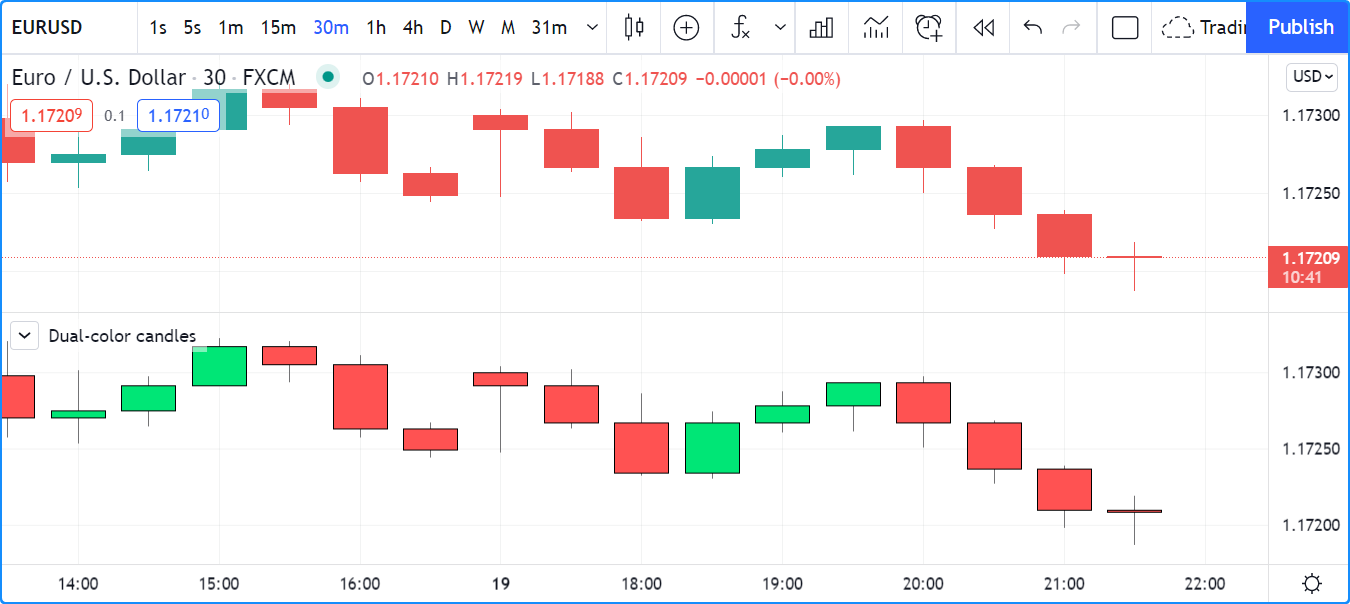 EURUSD 1s 5s 1m 15m 30m 1h 4h D W M 31m fx Tradin Publish
Euro / U.S. Dollar · 30 · FXCM O1.17210 H1.17219 L1.17188 C1.17209 −0.00001 (−0.00%) USD
1.17209 0.1 1.17210
1.17300
1.17250
1.17209
10:41
Dual-color candles
1.17300
1.17250
1.17200
14:00 15:00 16:00 19 18:00 19:00 20:00 21:00 22:00